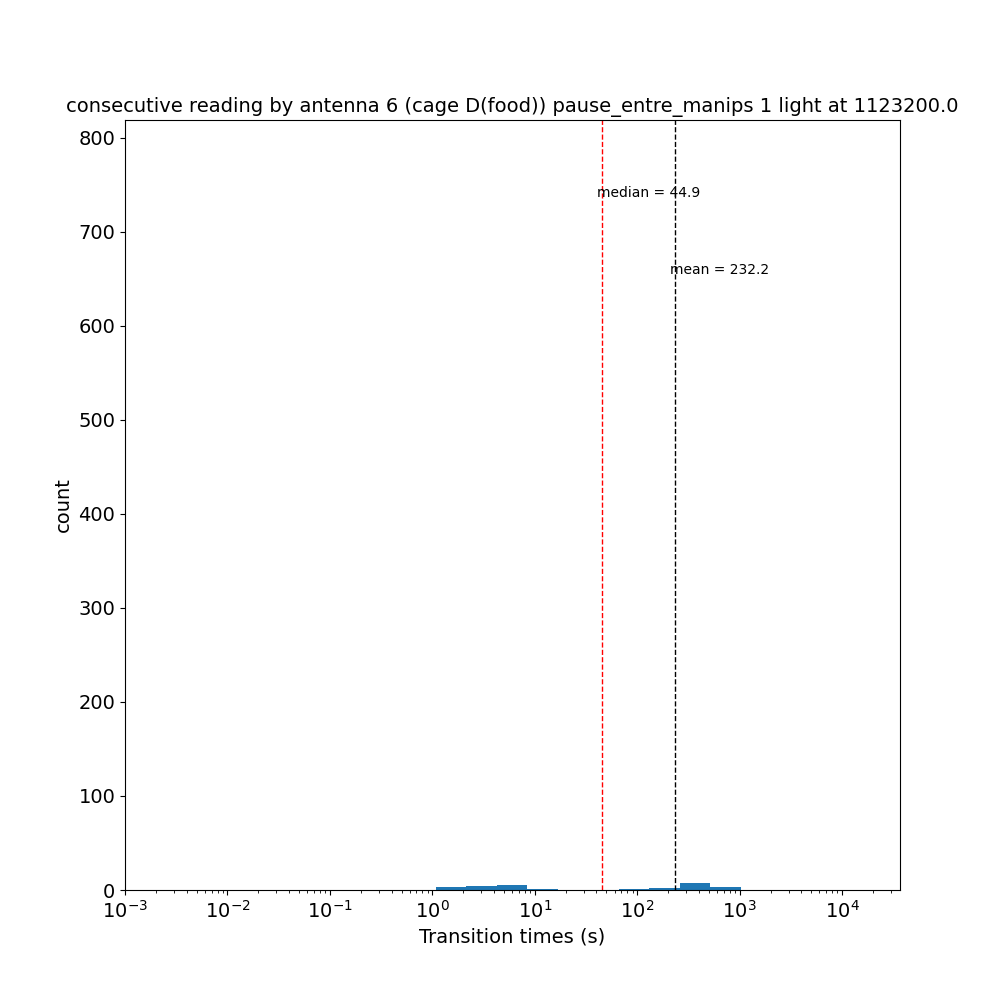 consecutive reading by antenna 6 (cage D(food)) pause_entre_manips 1 light at 1123200.0
800
median = 44.9
700
mean = 232.2
600
500
400
count
300
200
100
0
10⁻³ 10⁻² 10⁻¹ 10⁰ 10¹ 10² 10³ 10⁴
Transition times (s)